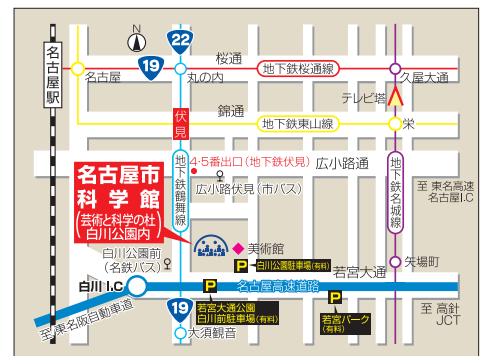 N
22
桜通
19
名古屋駅
名古屋
丸の内
地下鉄桜通線
久屋大通
テレビ塔
錦通
伏見
地下鉄東山線
栄
4・5番出口(地下鉄伏見)
広小路通
名古屋市
科学館
(芸術と科学の杜
白川公園内)
地下鉄鶴舞線
広小路伏見(市バス)
地下鉄名城線
至 東名高速
名古屋I.C
白川公園前
(名鉄バス)
美術館
P
白川公園駐車場(有料)
若宮大通
矢場町
白川I.C
P
名古屋高速道路
19
若宮大通公園
白川前駐車場(有料)
P
若宮パーク
(有料)
至 高針
JCT
至 東名阪自動車道
大須観音